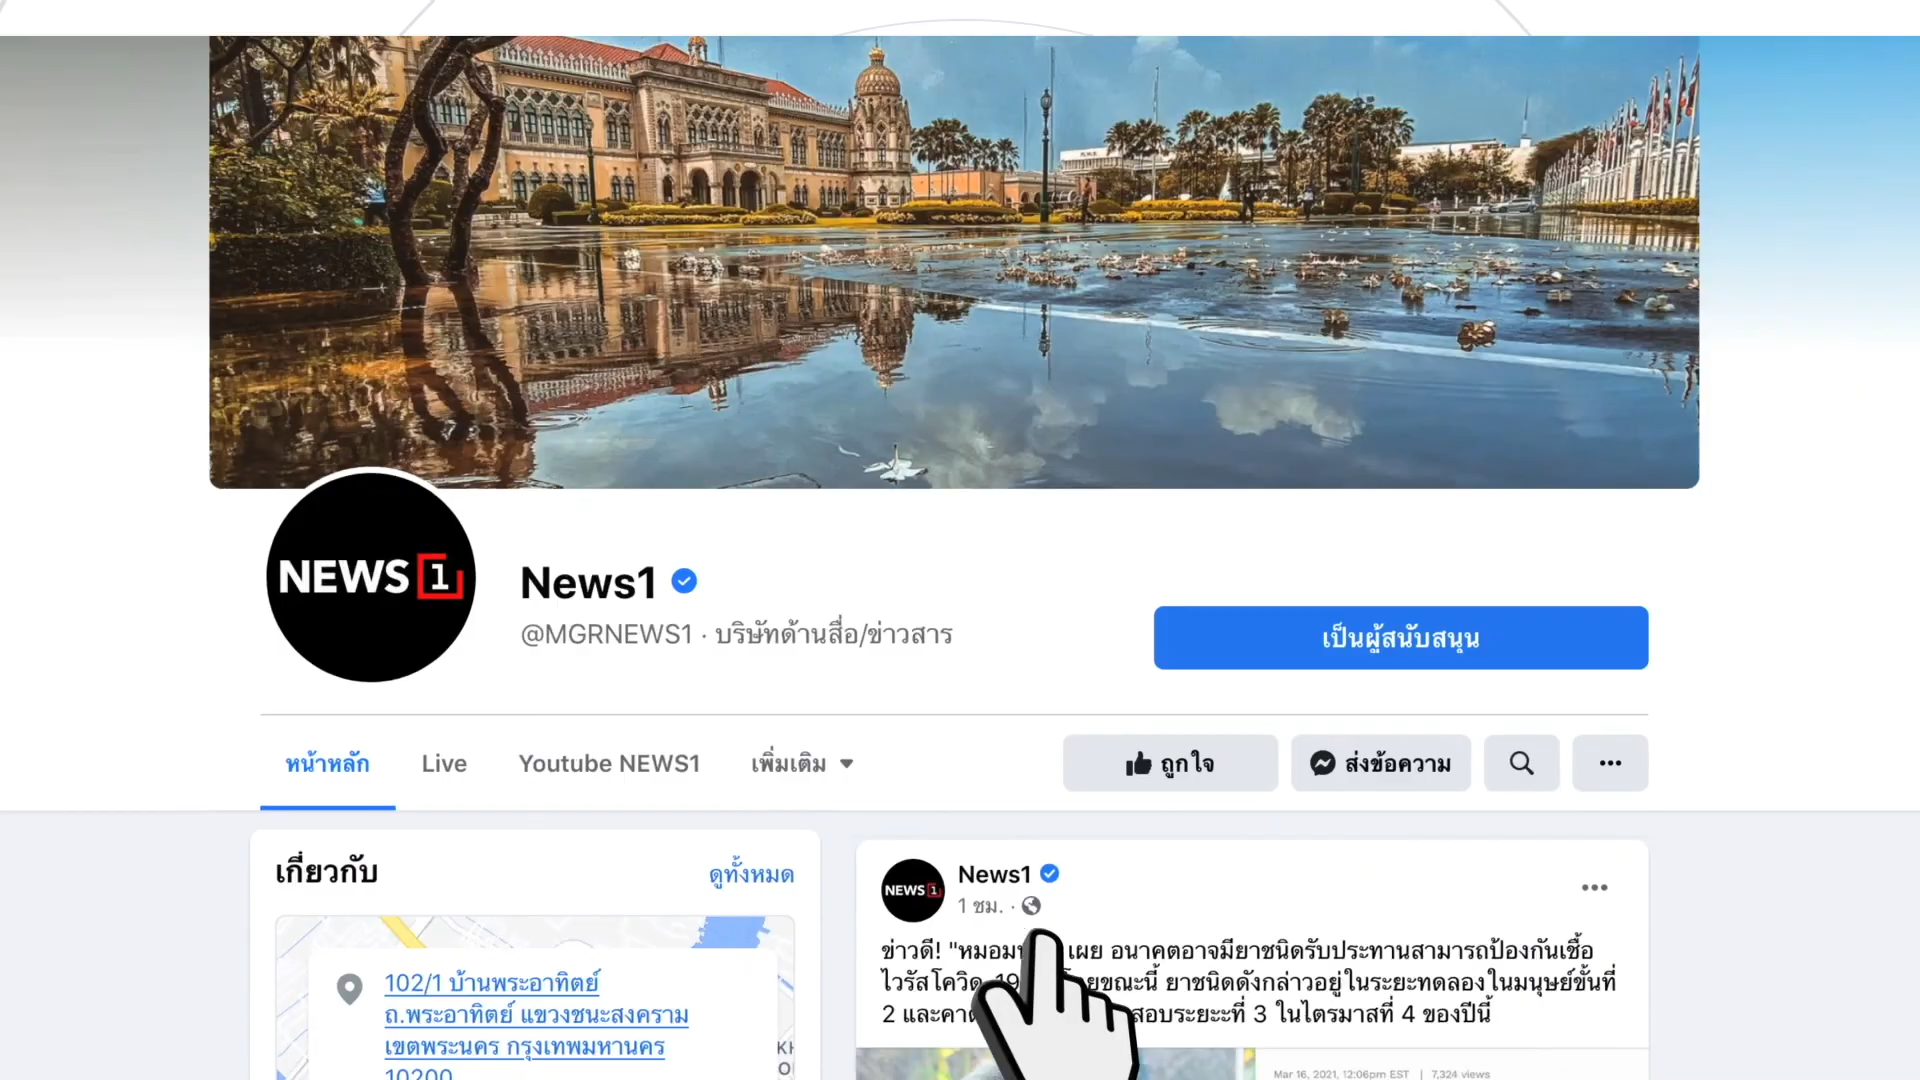 NEWS 1
News1
@MGRNEWS1 · บริษัทด้านสื่อ/ข่าวสาร
เป็นผู้สนับสนุน
หน้าหลัก
Live
Youtube NEWS1
เพิ่มเติม
ถูกใจ
ส่งข้อความ
เกี่ยวกับ
ดูทั้งหมด
102/1 บ้านพระอาทิตย์
ถ.พระอาทิตย์ แขวงชนะสงคราม
เขตพระนคร กรุงเทพมหานคร
10200
NEWS 1
News1
1 ชม. ·
ข่าวดี! "หมอม เผย อนาคตอาจมียาชนิดรับประทานสามารถป้องกันเชื้อ
ไวรัสโควิด-19 ยขณะนี้ ยาชนิดดังกล่าวอยู่ในระยะทดลองในมนุษย์ขั้นที่
2 และคาด สอบระยะะที่ 3 ในไตรมาสที่ 4 ของปีนี้
Mar 16, 2021, 12:06pm EST | 7,324 views